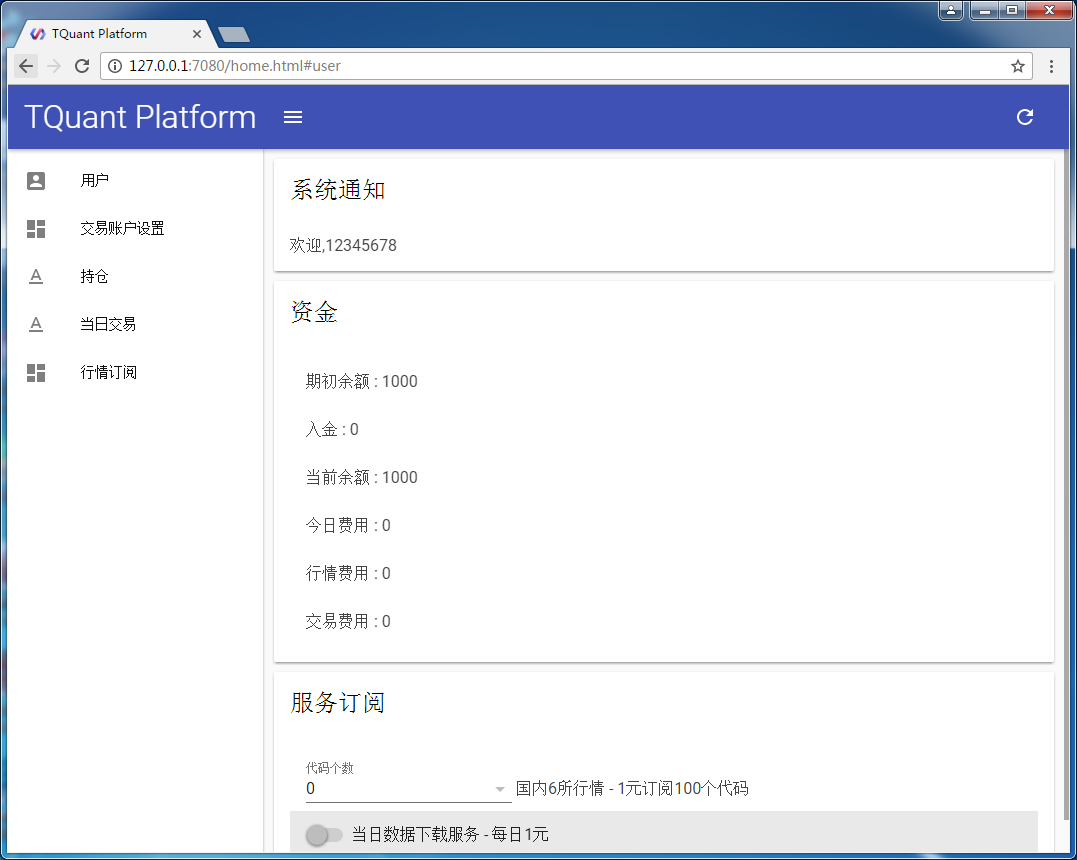 TQuant Platform
127.0.0.1:7080/home.html#user
TQuant Platform
用户
交易账户设置
持仓
当日交易
行情订阅
系统通知
欢迎,12345678
资金
期初余额 : 1000
入金 : 0
当前余额 : 1000
今日费用 : 0
行情费用 : 0
交易费用 : 0
服务订阅
代码个数
0 国内6所行情 - 1元订阅100个代码
当日数据下载服务 - 每日1元